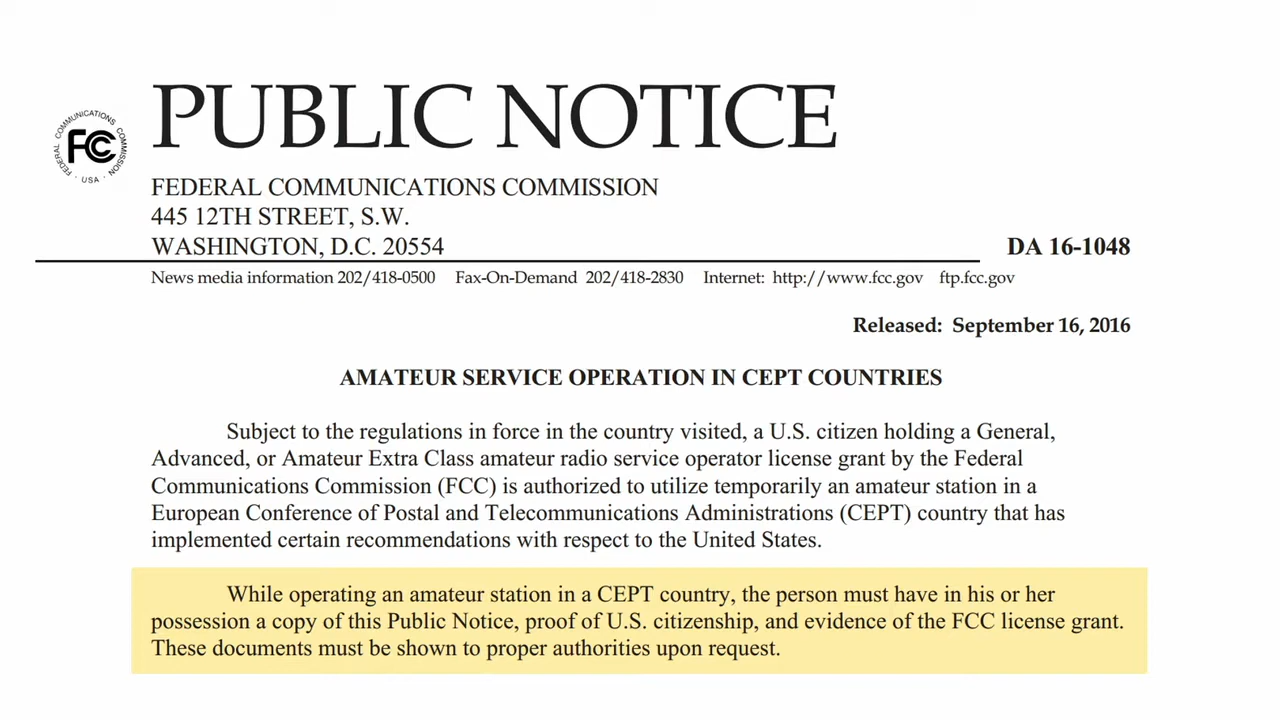 PUBLIC NOTICE
FEDERAL COMMUNICATIONS COMMISSION · USA ·
FCC
FEDERAL COMMUNICATIONS COMMISSION
445 12TH STREET, S.W.
WASHINGTON, D.C. 20554
DA 16-1048
News media information 202/418-0500 Fax-On-Demand 202/418-2830 Internet: http://www.fcc.gov ftp.fcc.gov
Released: September 16, 2016
AMATEUR SERVICE OPERATION IN CEPT COUNTRIES
Subject to the regulations in force in the country visited, a U.S. citizen holding a General,
Advanced, or Amateur Extra Class amateur radio service operator license grant by the Federal
Communications Commission (FCC) is authorized to utilize temporarily an amateur station in a
European Conference of Postal and Telecommunications Administrations (CEPT) country that has
implemented certain recommendations with respect to the United States.
While operating an amateur station in a CEPT country, the person must have in his or her
possession a copy of this Public Notice, proof of U.S. citizenship, and evidence of the FCC license grant.
These documents must be shown to proper authorities upon request.